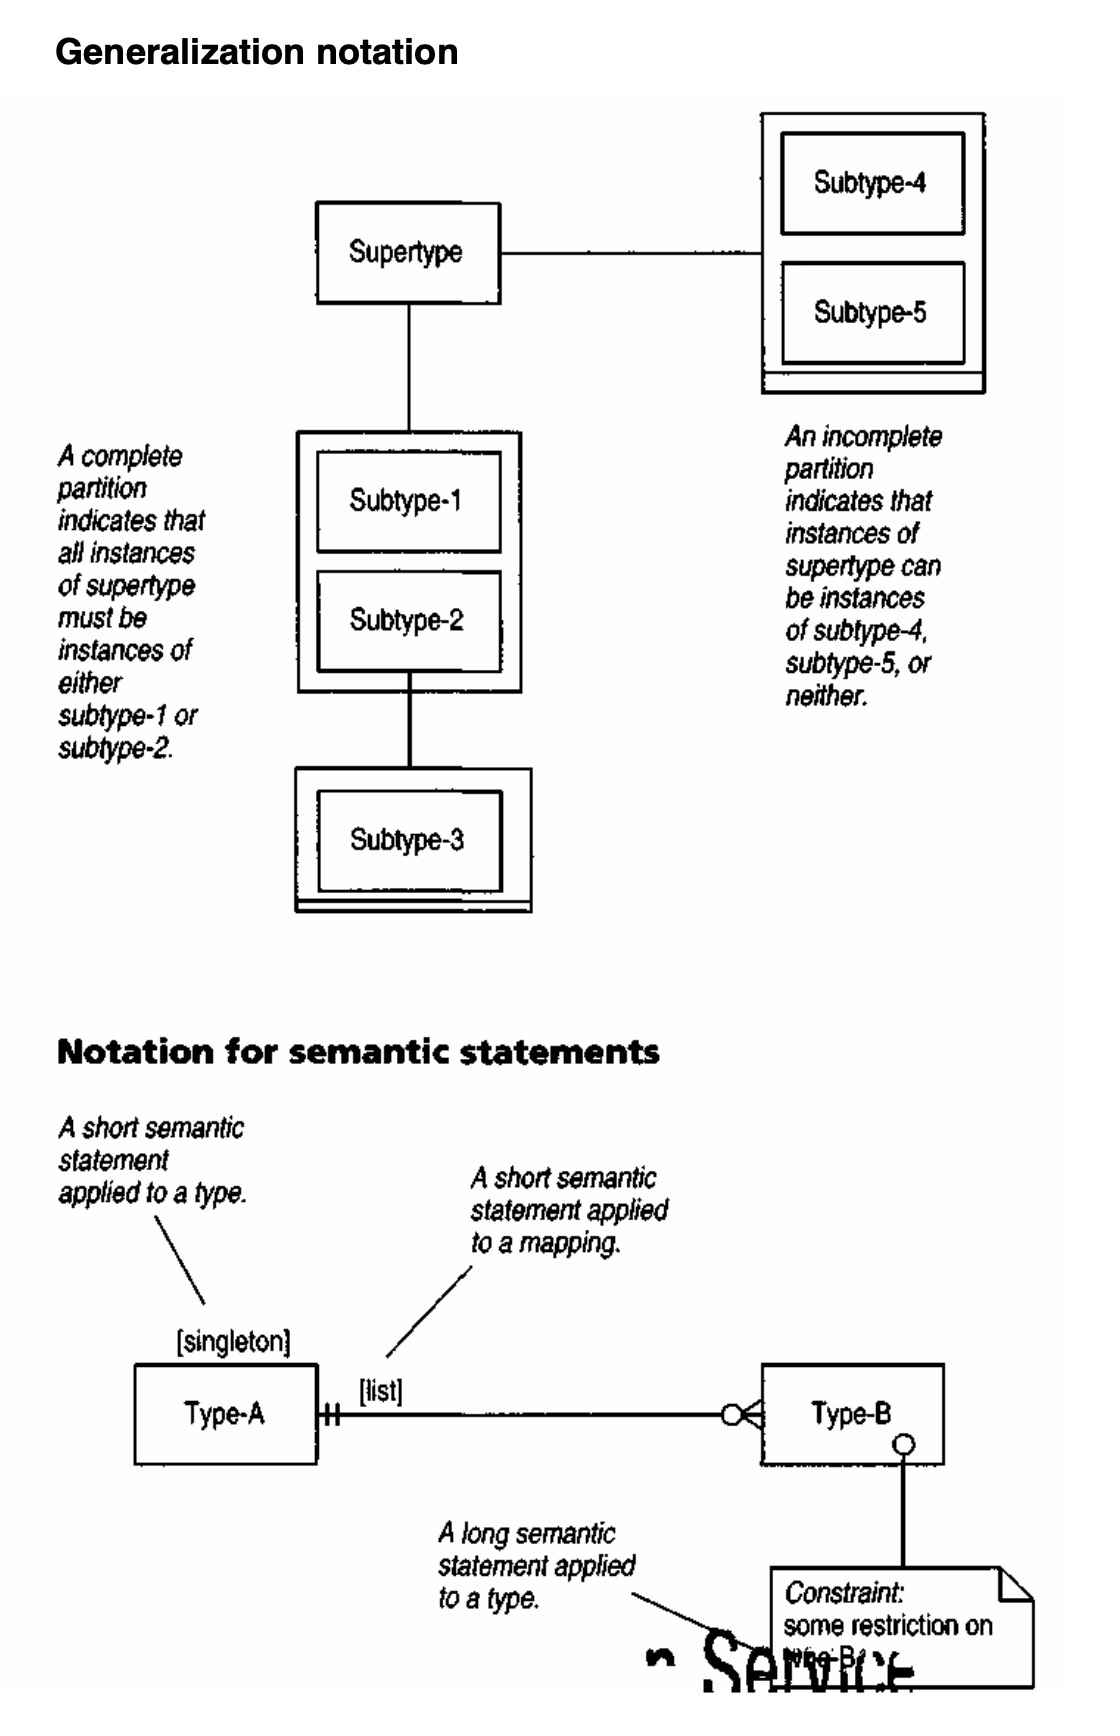 Generalization notation
Subtype-4
Supertype
Subtype-5
A complete
partition
indicates that
all instances
of supertype
must be
instances of
either
subtype-1 or
subtype-2.
Subtype-1
Subtype-2
An incomplete
partition
indicates that
instances of
supertype can
be instances
of subtype-4,
subtype-5, or
neither.
Subtype-3
Notation for semantic statements
A short semantic
statement
applied to a type.
A short semantic
statement applied
to a mapping.
[singleton]
Type-A
[list]
Type-B
A long semantic
statement applied
to a type.
Constraint:
some restriction on
Service